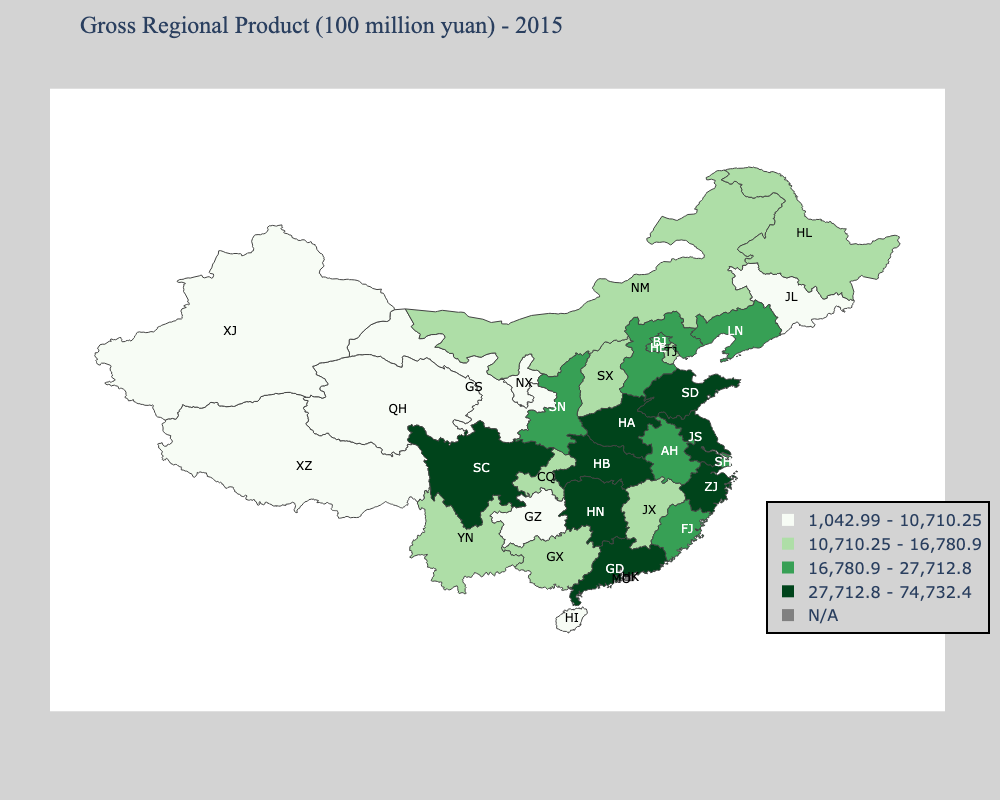 Gross Regional Product (100 million yuan) - 2015
HL
NM
JL
XJ
LN
BJ
HE
TJ
SX
NX
GS
SD
SN
QH
HA
JS
AH
SH
HB
XZ
SC
CQ
ZJ
HN
JX
GZ
FJ
YN
GX
GD
HK
MO
HI
1,042.99 - 10,710.25
10,710.25 - 16,780.9
16,780.9 - 27,712.8
27,712.8 - 74,732.4
N/A